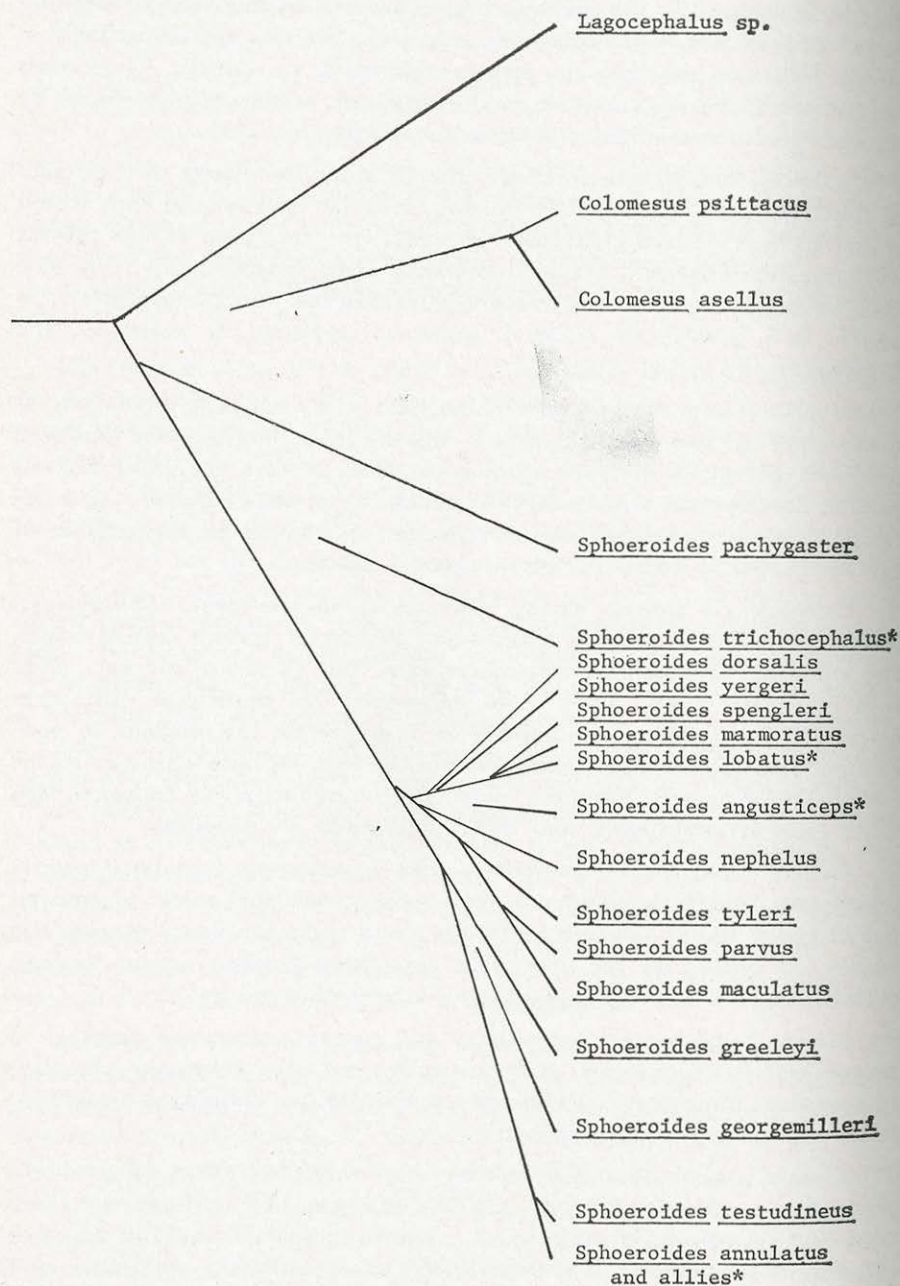 Lagocephalus sp.
Colomesus psittacus
Colomesus asellus
Sphoeroides pachygaster
Sphoeroides trichocephalus*
Sphoeroides dorsalis
Sphoeroides yergeri
Sphoeroides spengleri
Sphoeroides marmoratus
Sphoeroides lobatus*
Sphoeroides angusticeps*
Sphoeroides nephelus
Sphoeroides tyleri
Sphoeroides parvus
Sphoeroides maculatus
Sphoeroides greeleyi
Sphoeroides georgemilleri
Sphoeroides testudineus
Sphoeroides annulatus
and allies*